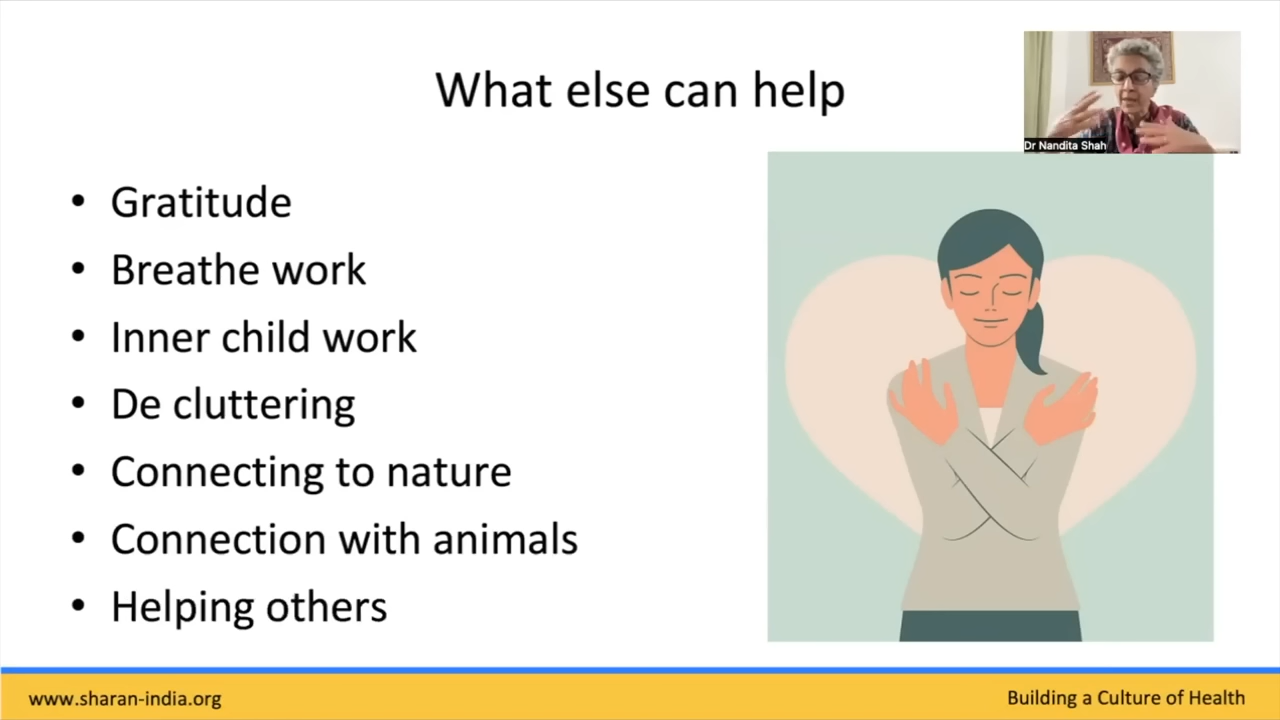 What else can help
Dr Nandita Shah
• Gratitude
• Breathe work
• Inner child work
• De cluttering
• Connecting to nature
• Connection with animals
• Helping others
www.sharan-india.org
Building a Culture of Health